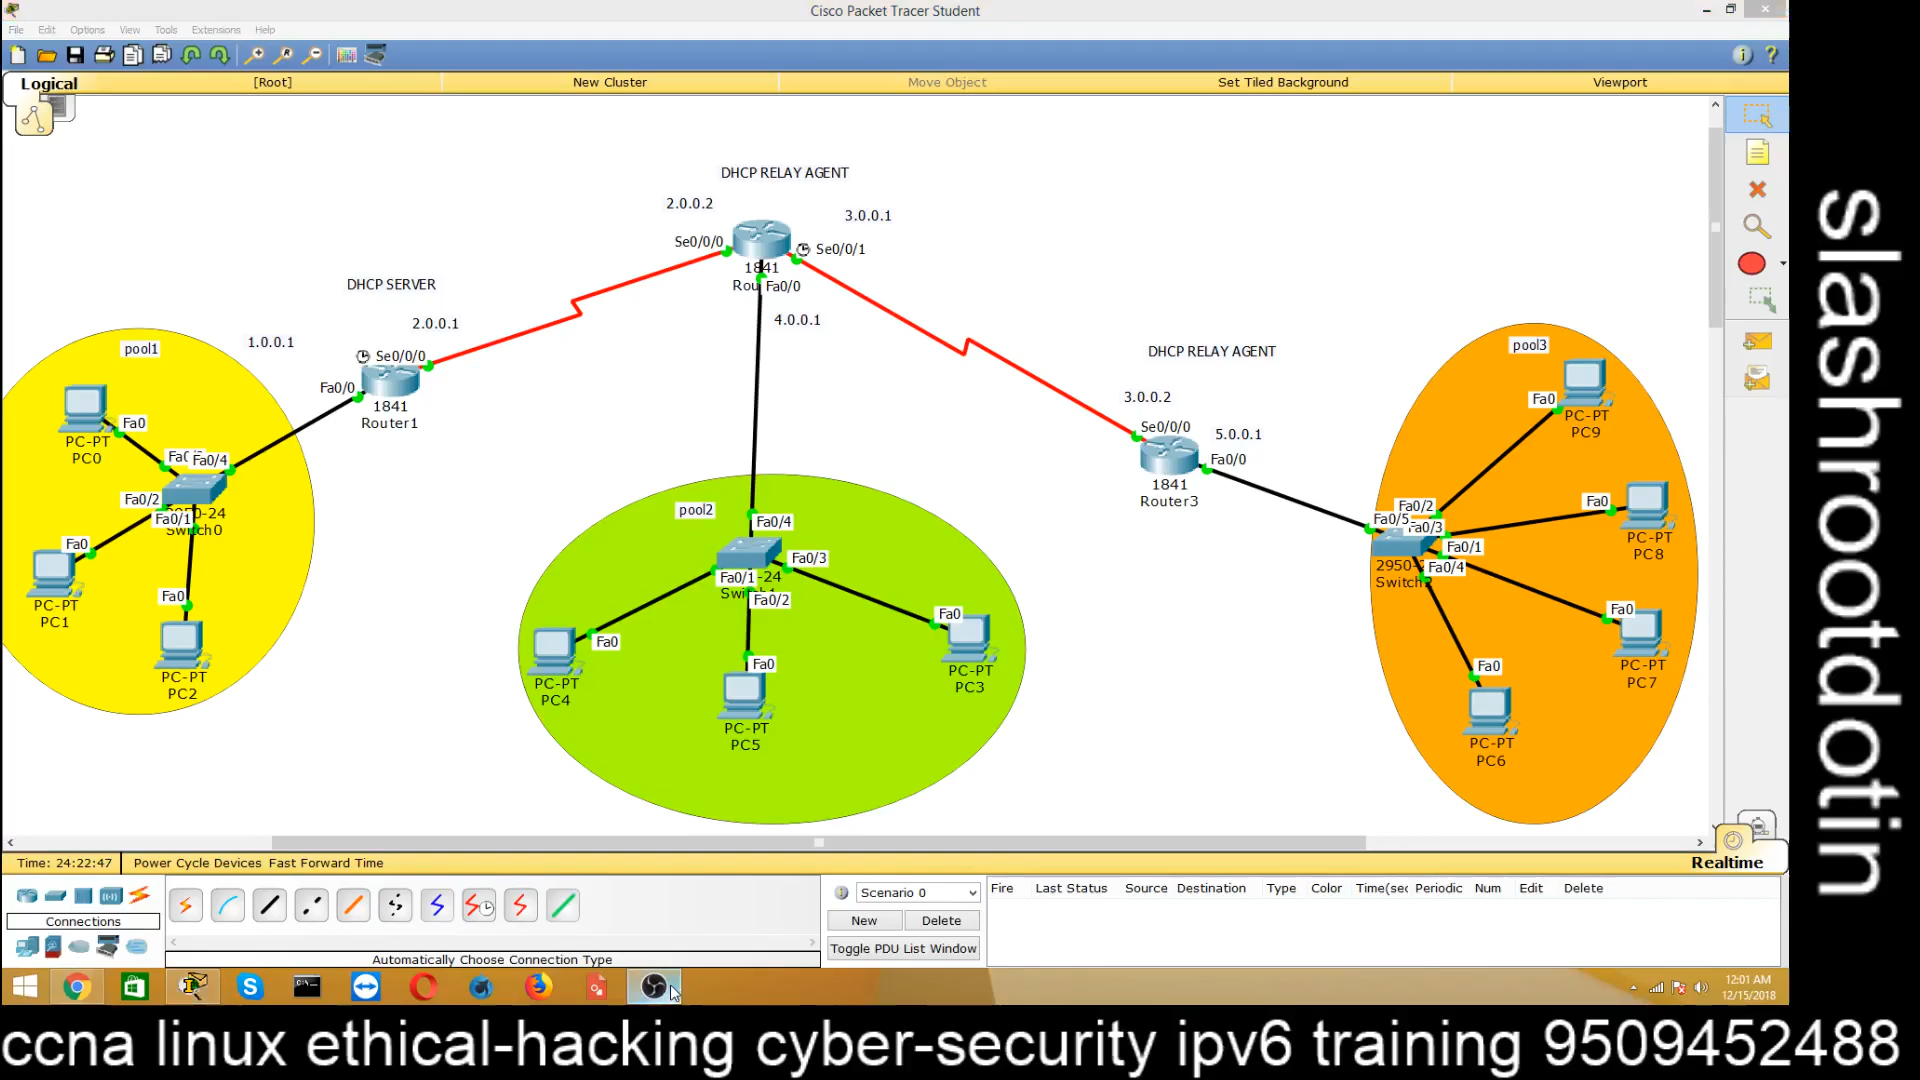 Cisco Packet Tracer Student
File Edit Options View Tools Extensions Help
Logical [Root] New Cluster Move Object Set Tiled Background Viewport
DHCP RELAY AGENT
2.0.0.2
3.0.0.1
Se0/0/0
Se0/0/1
1841
Rou
Fa0/0
4.0.0.1
DHCP SERVER
2.0.0.1
1.0.0.1
Se0/0/0
Fa0/0
1841
Router1
DHCP RELAY AGENT
3.0.0.2
Se0/0/0
5.0.0.1
Fa0/0
1841
Router3
pool1
Fa0
PC-PT
PC0
Fa0/4
Fa0/2
Fa0/1
Switch0
Fa0
PC-PT
PC1
Fa0
PC-PT
PC2
pool2
Fa0/4
Fa0/3
Fa0/1
-24
Fa0/2
Fa0
PC-PT
PC4
Fa0
PC-PT
PC5
Fa0
PC-PT
PC3
pool3
Fa0
PC-PT
PC9
Fa0/2
Fa0/5
Fa0/3
Fa0/1
Fa0/4
2950-
Switch
Fa0
PC-PT
PC8
Fa0
PC-PT
PC7
Fa0
PC-PT
PC6
Time: 24:22:47 Power Cycle Devices Fast Forward Time
Realtime
Connections
Automatically Choose Connection Type
Scenario 0
New Delete
Toggle PDU List Window
Fire Last Status Source Destination Type Color Time(sec Periodic Num Edit Delete
12:01 AM
12/15/2018
slashrootdotin
ccna linux ethical-hacking cyber-security ipv6 training 9509452488